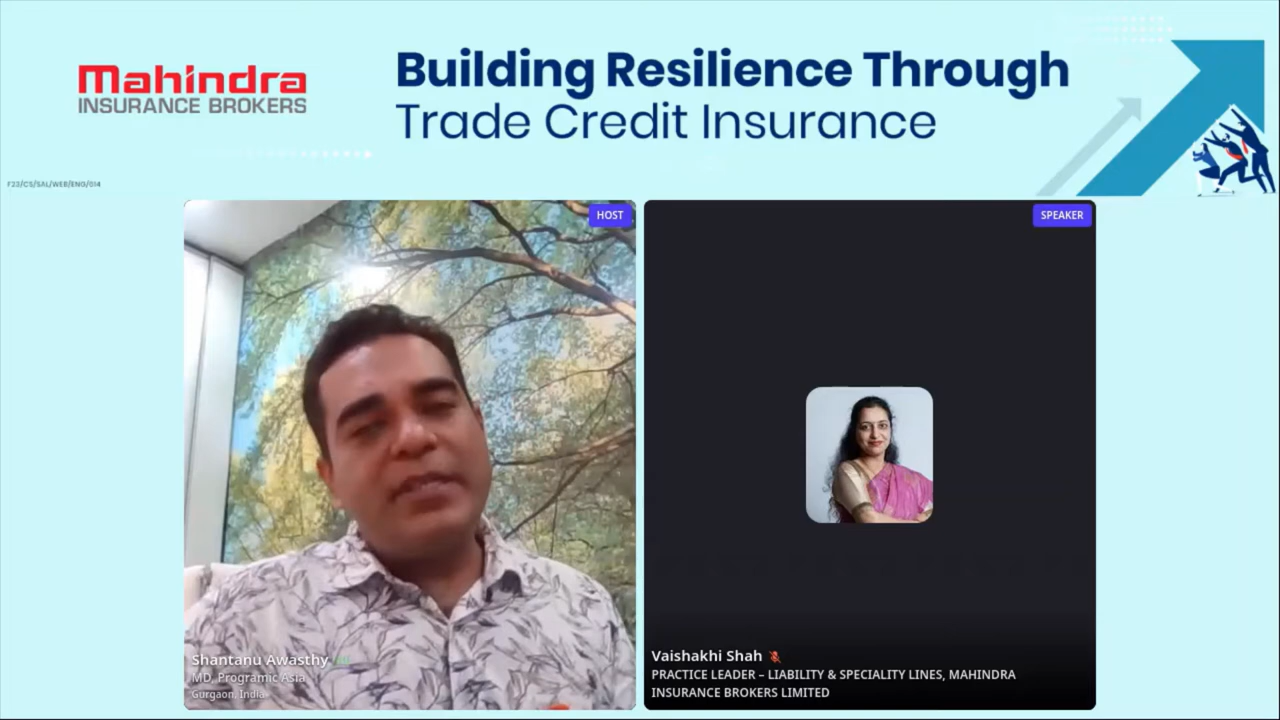 Mahindra
INSURANCE BROKERS
Building Resilience Through
Trade Credit Insurance
F23/CS/SAL/WEB/ENG/014
HOST
Shantanu Awasthy
MD, Programic Asia
Gurgaon, India
SPEAKER
Vaishakhi Shah
PRACTICE LEADER – LIABILITY & SPECIALITY LINES, MAHINDRA
INSURANCE BROKERS LIMITED